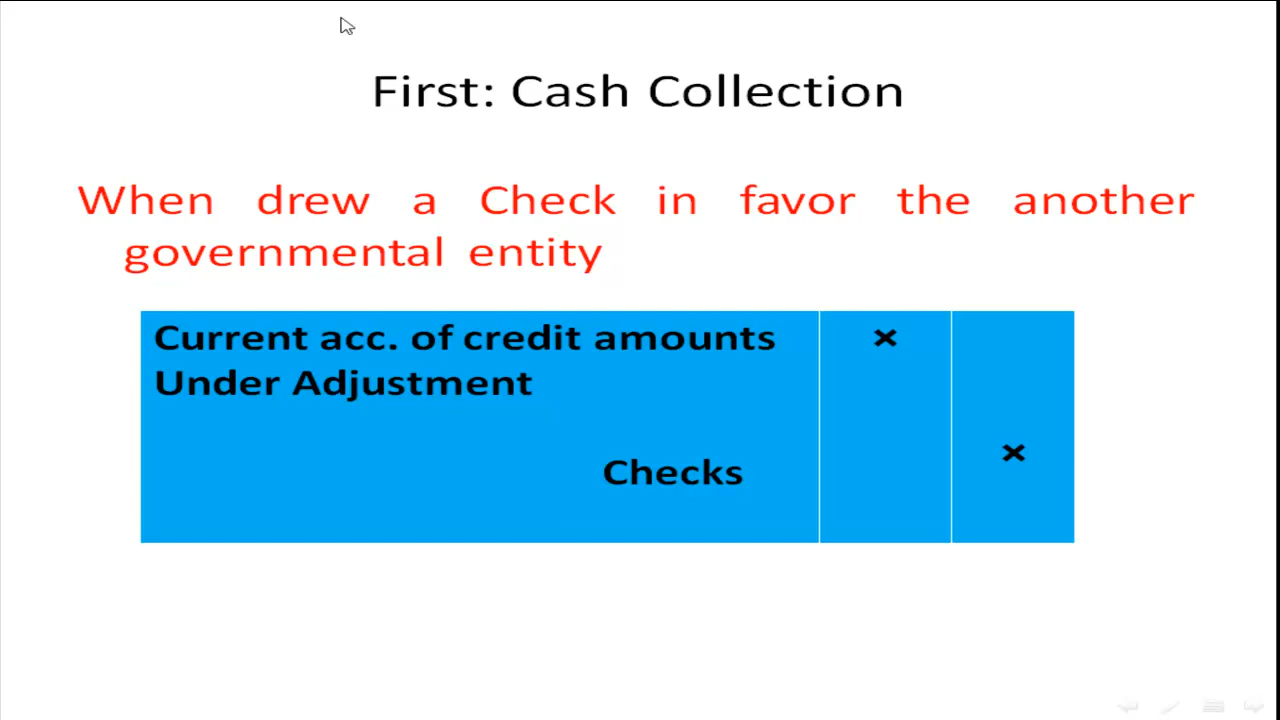 First: Cash Collection
When drew a Check in favor the another
governmental entity
Current acc. of credit amounts ×
Under Adjustment
×
Checks